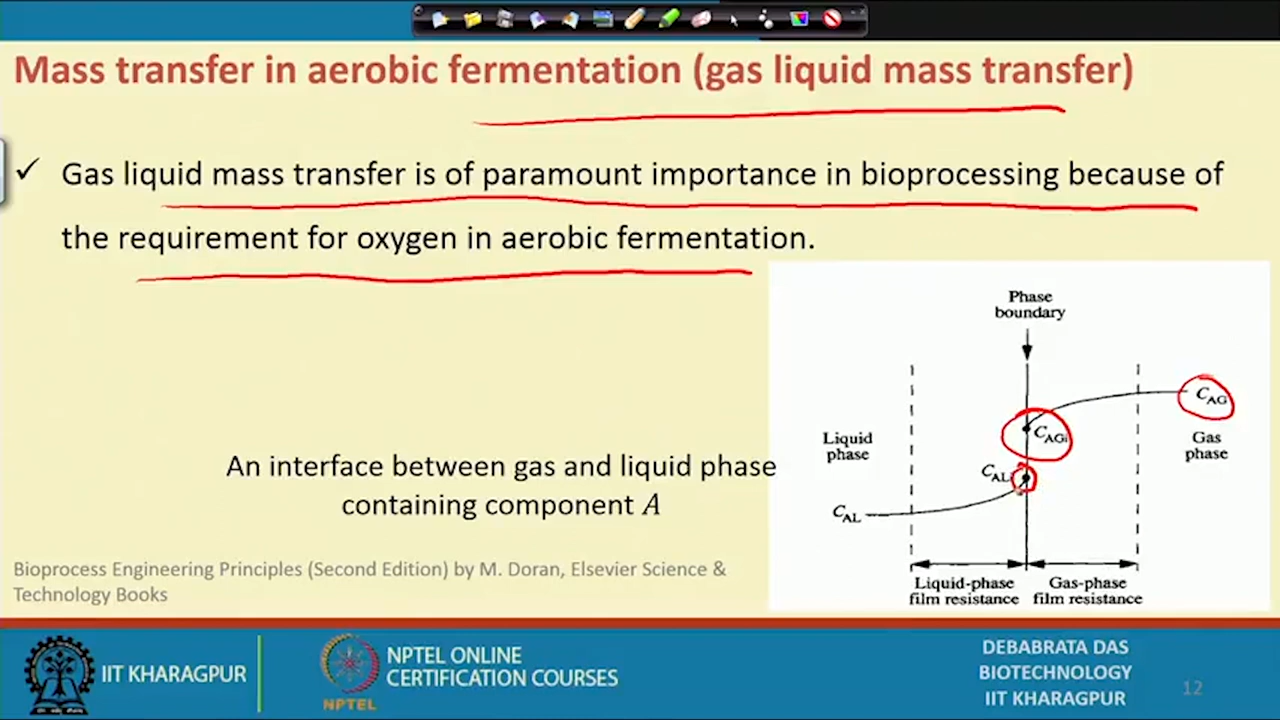 Mass transfer in aerobic fermentation (gas liquid mass transfer)
✓ Gas liquid mass transfer is of paramount importance in bioprocessing because of
the requirement for oxygen in aerobic fermentation.
Phase
boundary
C_AG
C_AGi
Liquid
phase
Gas
phase
C_ALi
C_AL
Liquid-phase
film resistance
Gas-phase
film resistance
An interface between gas and liquid phase
containing component A
Bioprocess Engineering Principles (Second Edition) by M. Doran, Elsevier Science &
Technology Books
IIT KHARAGPUR
NPTEL
NPTEL ONLINE
CERTIFICATION COURSES
DEBABRATA DAS
BIOTECHNOLOGY
IIT KHARAGPUR
12